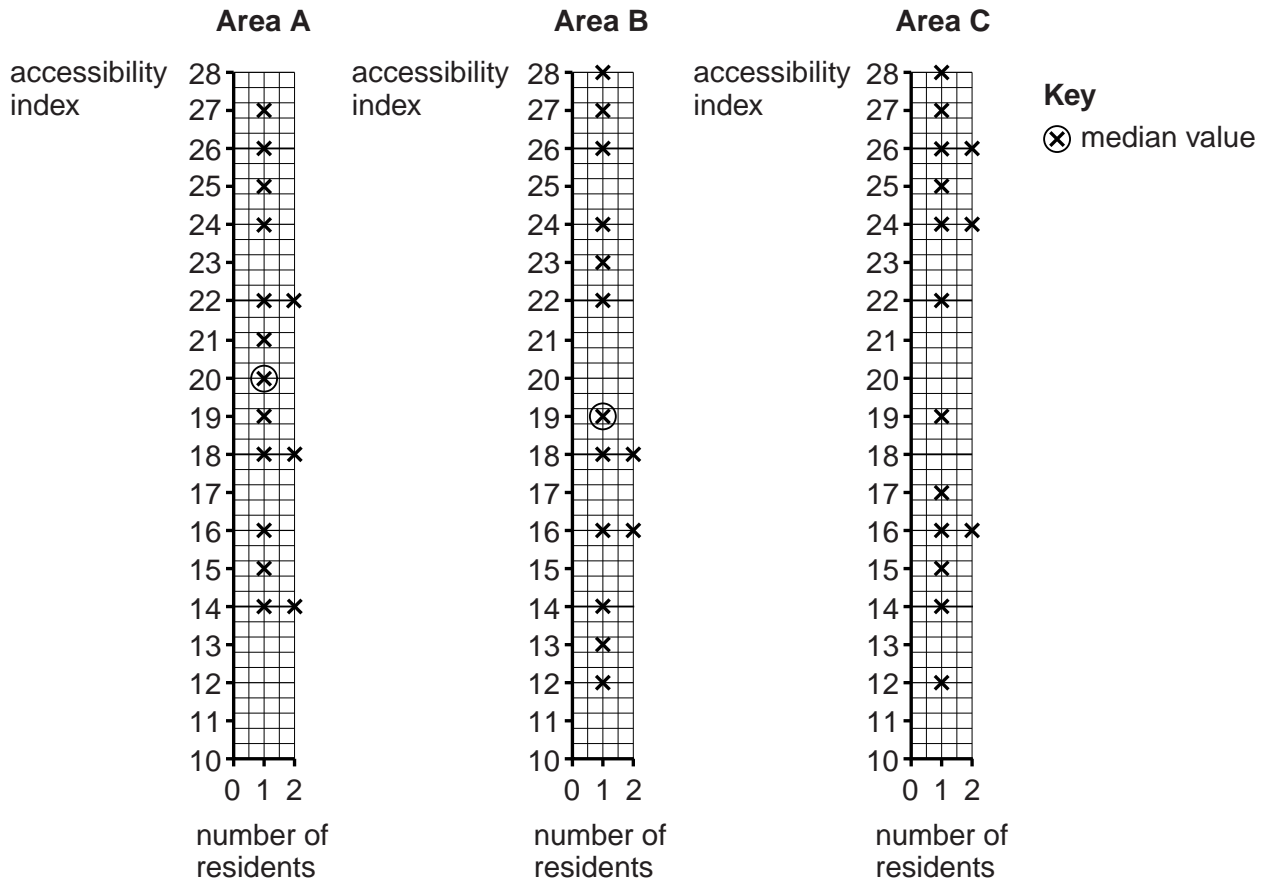 Area A
accessibility
index
28
27
26
25
24
23
22
21
20
19
18
17
16
15
14
13
12
11
10
0 1 2
number of
residents
Area B
accessibility
index
28
27
26
25
24
23
22
21
20
19
18
17
16
15
14
13
12
11
10
0 1 2
number of
residents
Area C
accessibility
index
28
27
26
25
24
23
22
21
20
19
18
17
16
15
14
13
12
11
10
0 1 2
number of
residents
Key
median value